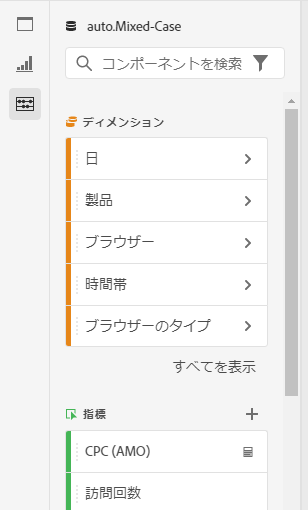 auto.Mixed-Case
コンポーネントを検索
ディメンション
日
製品
ブラウザー
時間帯
ブラウザーのタイプ
すべてを表示
指標
CPC (AMO)
訪問回数